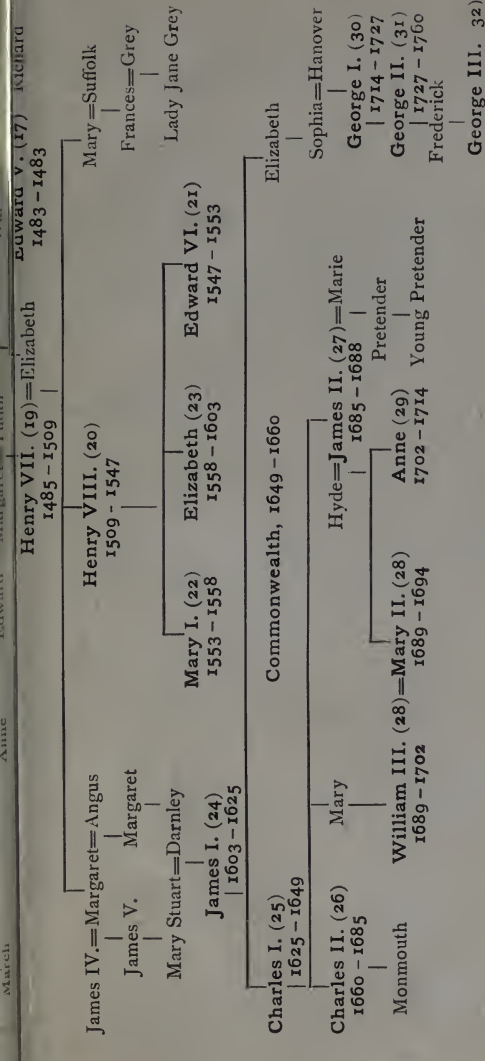 March
Anne
Edward V. (17) Richard
1483 – 1483
Henry VII. (19)=Elizabeth
1485 – 1509
James IV.=Margaret=Angus
Henry VIII. (20)
1509 – 1547
Mary=Suffolk
James V. Margaret
Frances=Grey
Mary Stuart=Darnley
Lady Jane Grey
Mary I. (22)
1553 – 1558
Elizabeth (23)
1558 – 1603
Edward VI. (21)
1547 – 1553
James I. (24)
1603 – 1625
Charles I. (25)
1625 – 1649
Commonwealth, 1649 – 1660
Elizabeth
Sophia=Hanover
Charles II. (26)
1660 – 1685
Mary
Hyde=James II. (27)=Marie
1685 – 1688
George I. (30)
1714 – 1727
Monmouth
Pretender
George II. (31)
1727 – 1760
William III. (28)=Mary II. (28)
1689 – 1702
1689 – 1694
Anne (29)
1702 – 1714
Young Pretender
Frederick
George III. 32)